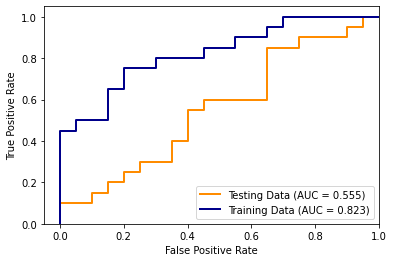 1.0
0.8
0.6
0.4
0.2
0.0
True Positive Rate
0.0 0.2 0.4 0.6 0.8 1.0
False Positive Rate
Testing Data (AUC = 0.555)
Training Data (AUC = 0.823)